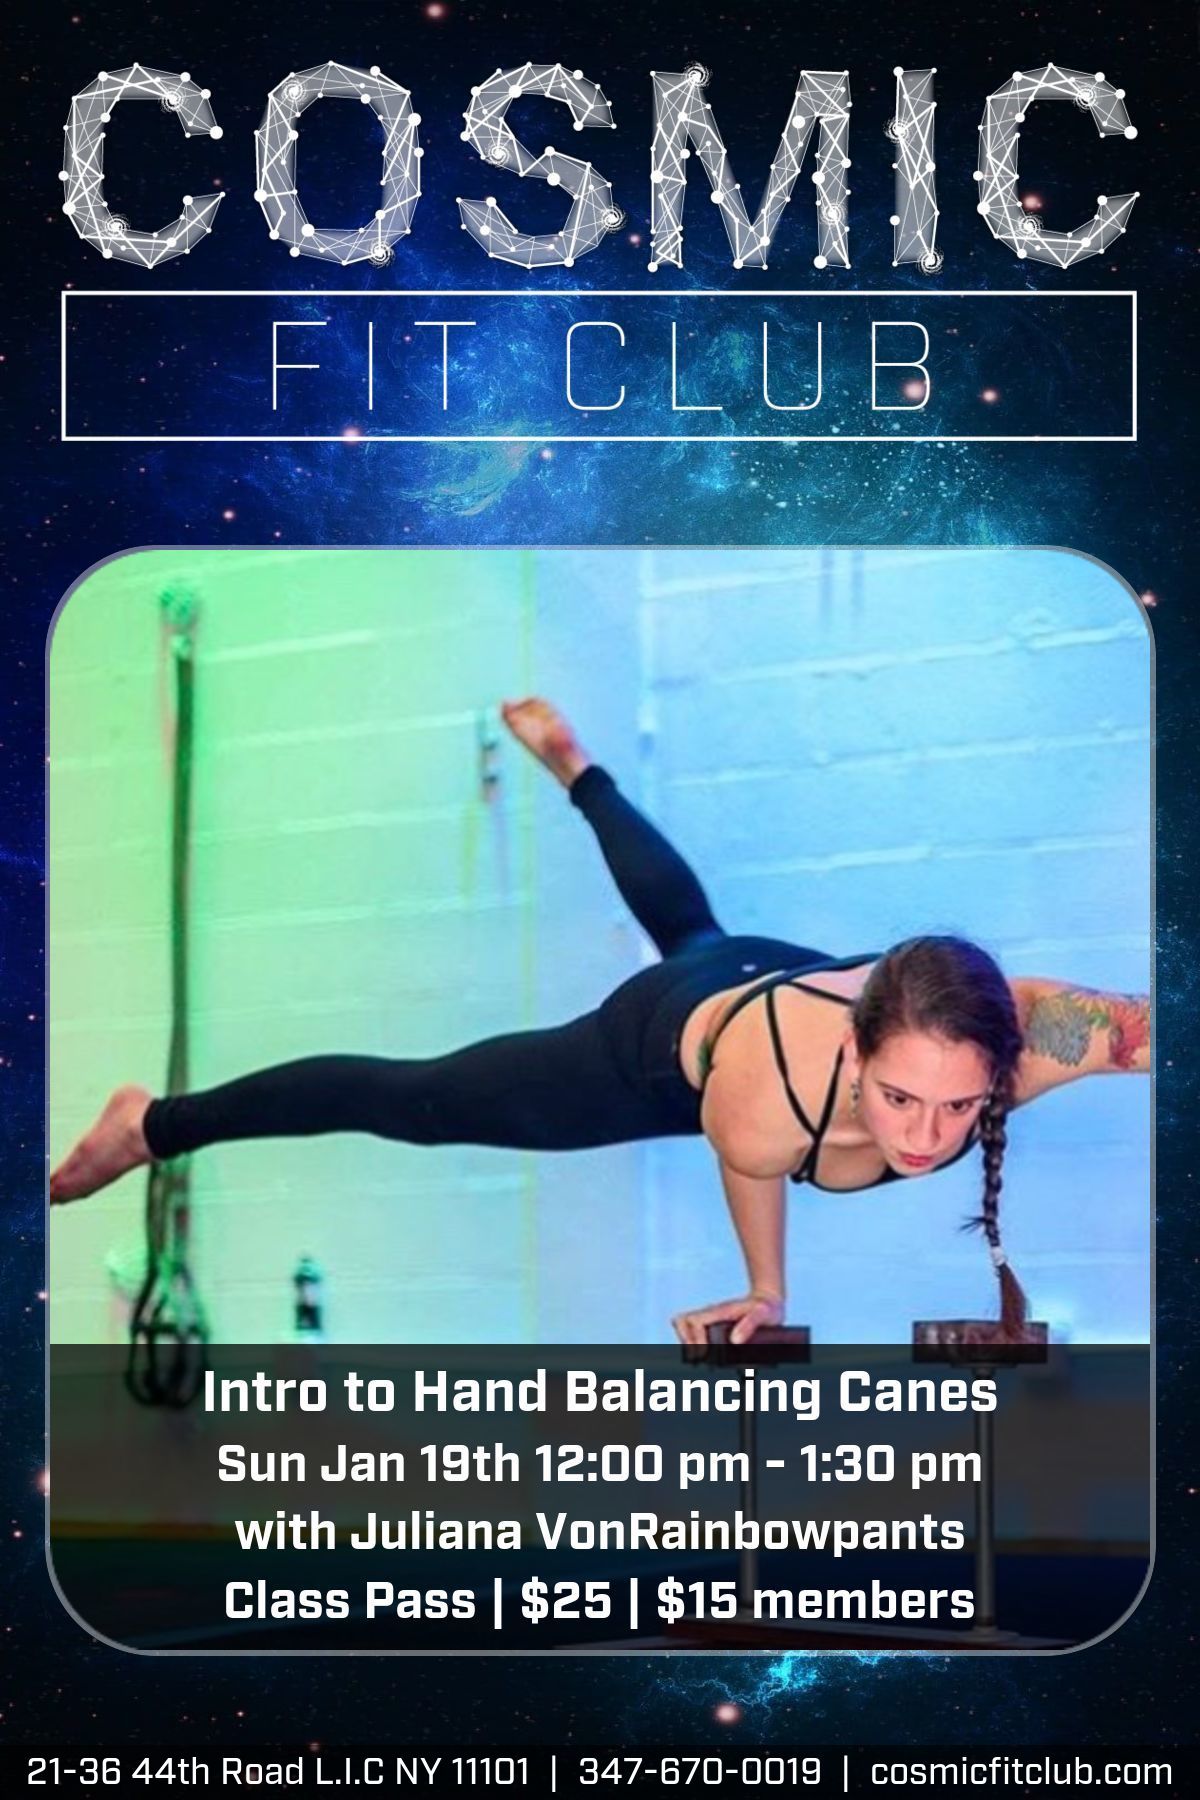 COSMIC
FIT CLUB
Intro to Hand Balancing Canes
Sun Jan 19th 12:00 pm - 1:30 pm
with Juliana VonRainbowpants
Class Pass | $25 | $15 members
21-36 44th Road L.I.C NY 11101 | 347-670-0019 | cosmicfitclub.com